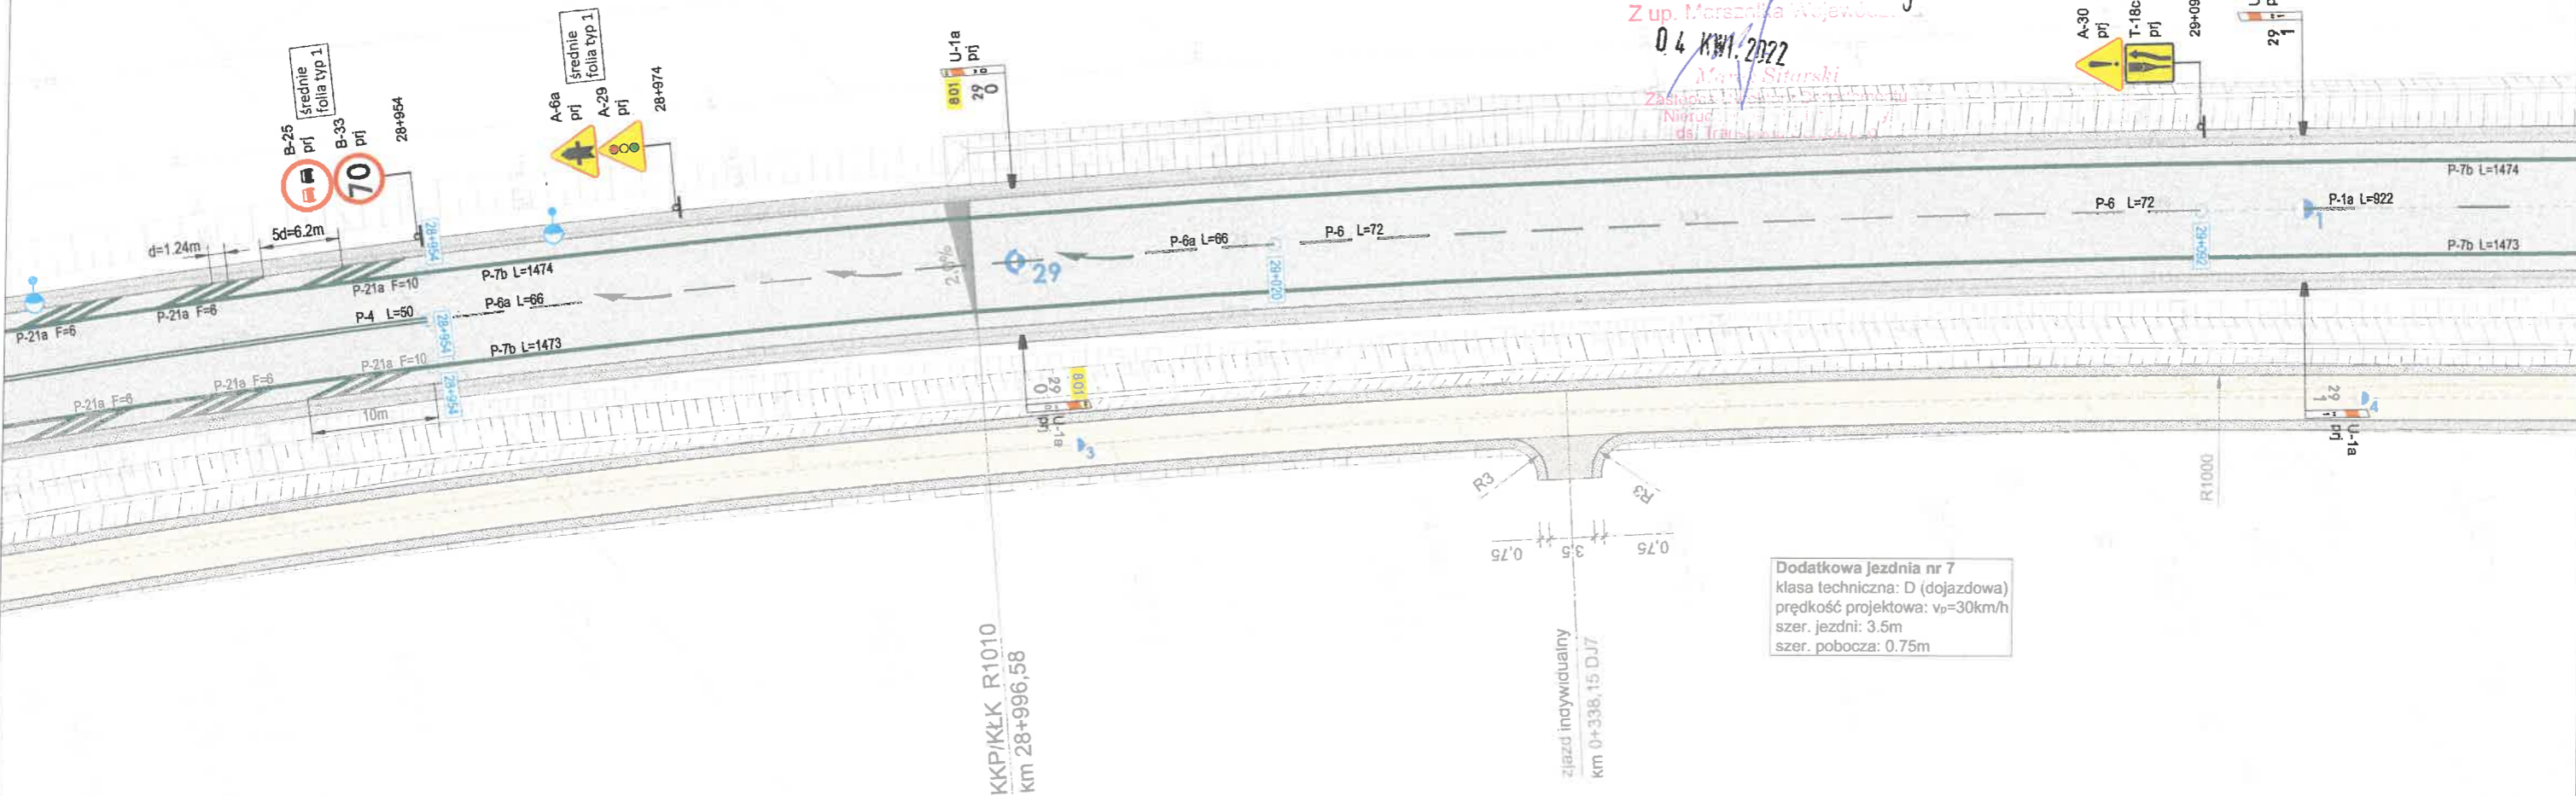 średnie
folia typ 1
B-25
prj
B-33
prj
70
28+954
średnie
folia typ 1
A-6a
prj
A-29
prj
28+974
U-1a
prj
801
29
0
Z up. Marszałka
04 KWI. 2022
Sitarski
A-30
prj
T-18c
prj
29+09
29
1
d=1.24m
5d=6.2m
28+954
P-21a F=6
P-21a F=6
P-21a F=10
P-7b L=1474
P-4 L=50
P-6a L=66
28+954
P-7b L=1473
P-21a F=6
P-21a F=6
P-21a F=10
28+954
10m
29
P-6a L=66
29+020
P-6 L=72
P-6 L=72
29+092
1
P-1a L=922
P-7b L=1474
P-7b L=1473
801
29
0
U-1a
prj
3
R3
R3
0,75
3,5
0,75
R1000
29
1
U-1a
prj
4
KKP/KŁK R1010
km 28+996,58
zjazd indywidualny
km 0+338,15 DJ7
Dodatkowa jezdnia nr 7
klasa techniczna: D (dojazdowa)
prędkość projektowa: vp=30km/h
szer. jezdni: 3.5m
szer. pobocza: 0.75m